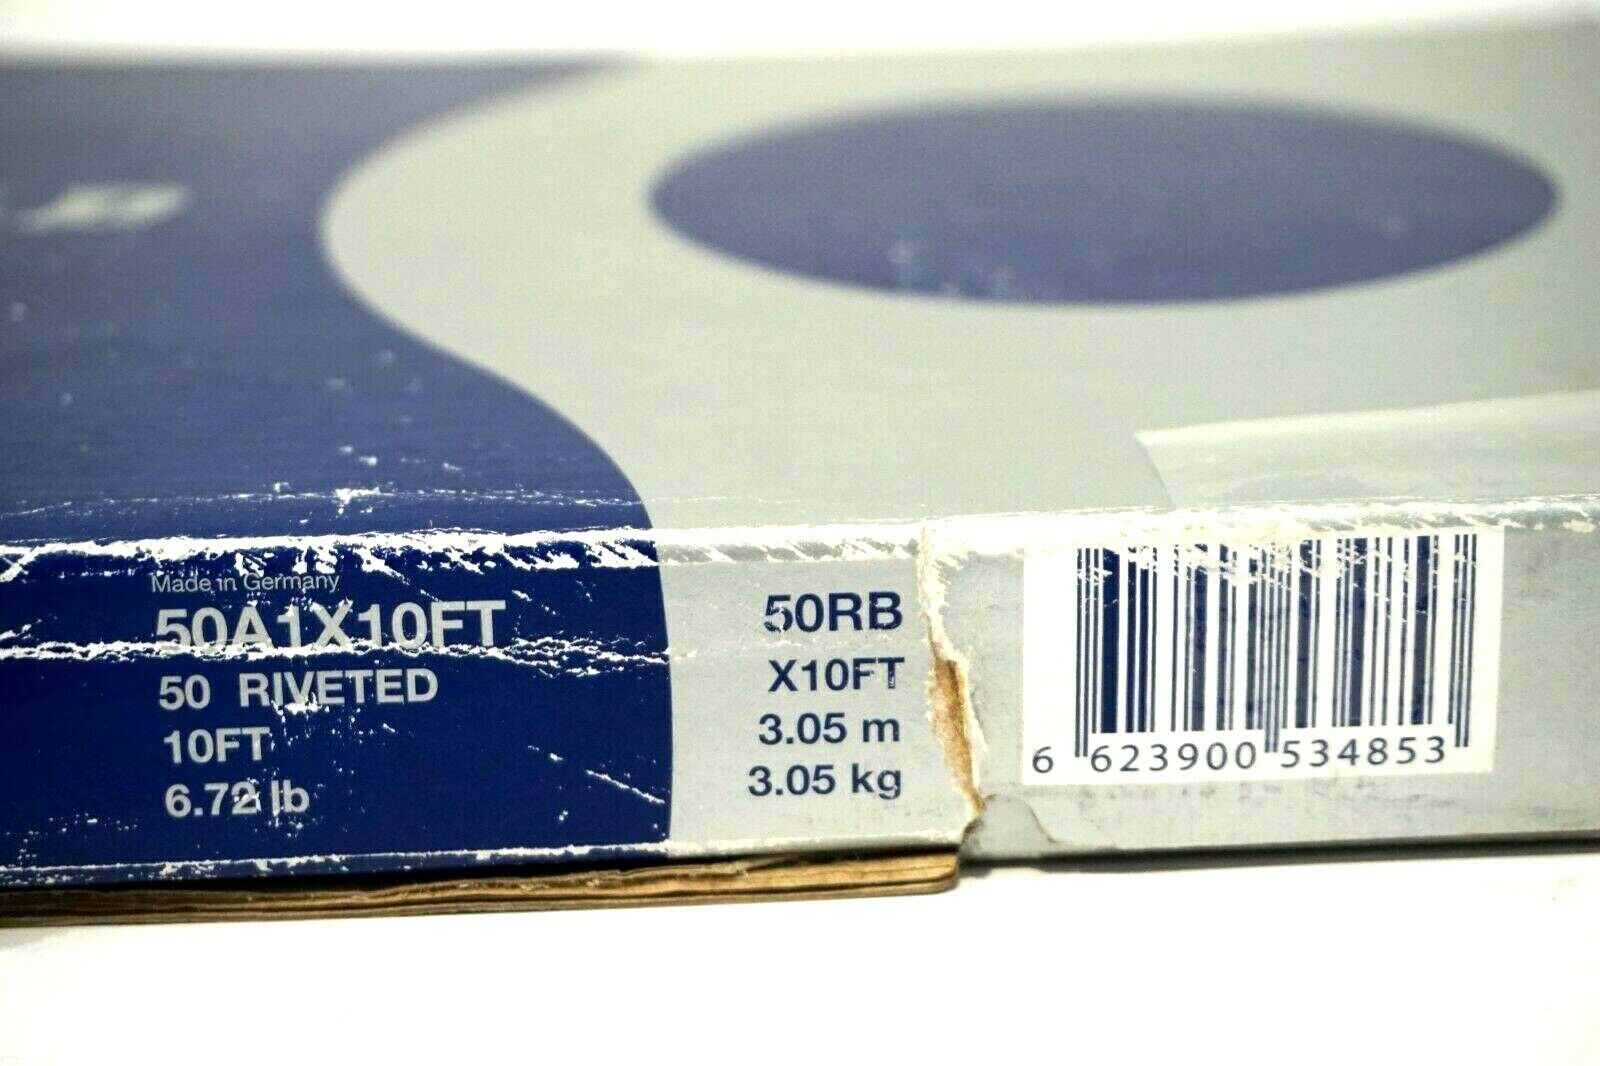 Made in Germany
50A1X10FT
50 RIVETED
10FT
6.72 lb
50RB
X10FT
3.05 m
3.05 kg
6 623900 534853